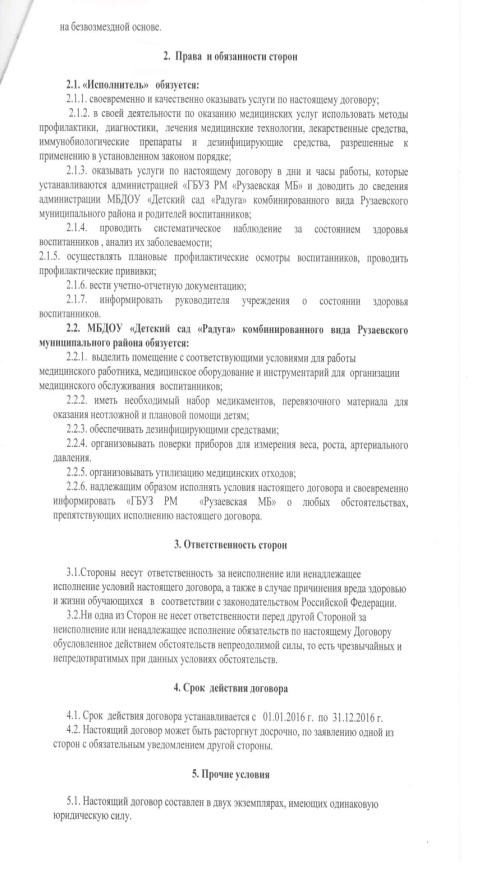 на безвозмездной основе.
2. Права и обязанности сторон
2.1. «Исполнитель» обязуется:
2.1.1. своевременно и качественно оказывать услуги по настоящему договору;
2.1.2. в своей деятельности по оказанию медицинских услуг использовать методы
профилактики, диагностики, лечения медицинские технологии, лекарственные средства,
иммунобиологические препараты и дезинфицирующие средства, разрешенные к
применению в установленном законом порядке;
2.1.3. оказывать услуги по настоящему договору в дни и часы работы, которые
устанавливаются администрацией «ГБУЗ РМ «Рузаевская МБ» и доводить до сведения
администрации МБДОУ «Детский сад «Радуга» комбинированного вида Рузаевского
муниципального района и родителей воспитанников;
2.1.4. проводить систематическое наблюдение за состоянием здоровья
воспитанников , анализ их заболеваемости;
2.1.5. осуществлять плановые профилактические осмотры воспитанников, проводить
профилактические прививки;
2.1.6. вести учетно-отчетную документацию;
2.1.7. информировать руководителя учреждения о состоянии здоровья
воспитанников.
2.2. МБДОУ «Детский сад «Радуга» комбинированного вида Рузаевского
муниципального района обязуется:
2.2.1. выделить помещение с соответствующими условиями для работы
медицинского работника, медицинское оборудование и инструментарий для организации
медицинского обслуживания воспитанников;
2.2.2. иметь необходимый набор медикаментов, перевязочного материала для
оказания неотложной и плановой помощи детям;
2.2.3. обеспечивать дезинфицирующими средствами;
2.2.4. организовывать поверки приборов для измерения веса, роста, артериального
давления.
2.2.5. организовывать утилизацию медицинских отходов;
2.2.6. надлежащим образом исполнять условия настоящего договора и своевременно
информировать «ГБУЗ РМ «Рузаевская МБ» о любых обстоятельствах,
препятствующих исполнению настоящего договора.
3. Ответственность сторон
3.1.Стороны несут ответственность за неисполнение или ненадлежащее
исполнение условий настоящего договора, а также в случае причинения вреда здоровью
и жизни обучающихся в соответствии с законодательством Российской Федерации.
3.2.Ни одна из Сторон не несет ответственности перед другой Стороной за
неисполнение или ненадлежащее исполнение обязательств по настоящему Договору
обусловленное действием обстоятельств непреодолимой силы, то есть чрезвычайных и
непредотвратимых при данных условиях обстоятельств.
4. Срок действия договора
4.1. Срок действия договора устанавливается с 01.01.2016 г. по 31.12.2016 г.
4.2. Настоящий договор может быть расторгнут досрочно, по заявлению одной из
сторон с обязательным уведомлением другой стороны.
5. Прочие условия
5.1. Настоящий договор составлен в двух экземплярах, имеющих одинаковую
юридическую силу.